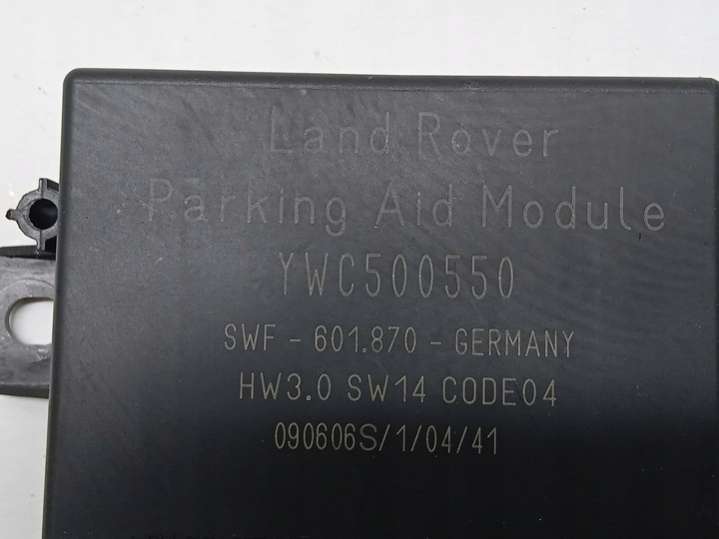 Land Rover
Parking Aid Module
YWC500550
SWF - 601.870 - GERMANY
HW3.0 SW14 CODE04
090606S/1/04/41